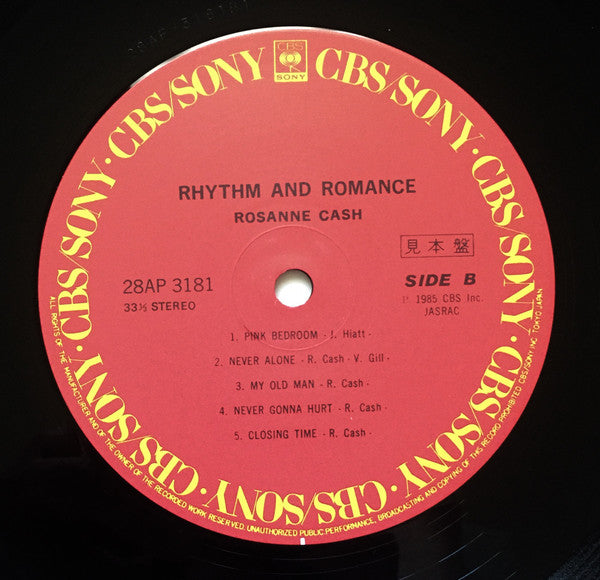 28AP 3181
CBS
SONY
CBS/SONY · CBS/SONY · CBS/SONY · CBS/SONY · CBS/SONY · CBS/SONY · CBS/SONY · CBS/SONY
RHYTHM AND ROMANCE
ROSANNE CASH
見本盤
28AP 3181
SIDE B
33⅓ STEREO
℗ 1985 CBS Inc.
JASRAC
1. PINK BEDROOM - J. Hiatt -
2. NEVER ALONE - R. Cash - V. Gill -
3. MY OLD MAN - R. Cash -
4. NEVER GONNA HURT - R. Cash -
5. CLOSING TIME - R. Cash -
ALL RIGHTS OF THE MANUFACTURER AND OF THE OWNER OF THE RECORDED WORK RESERVED. UNAUTHORIZED PUBLIC PERFORMANCE, BROADCASTING AND COPYING OF THIS RECORD PROHIBITED CBS/SONY INC. TOKYO JAPAN